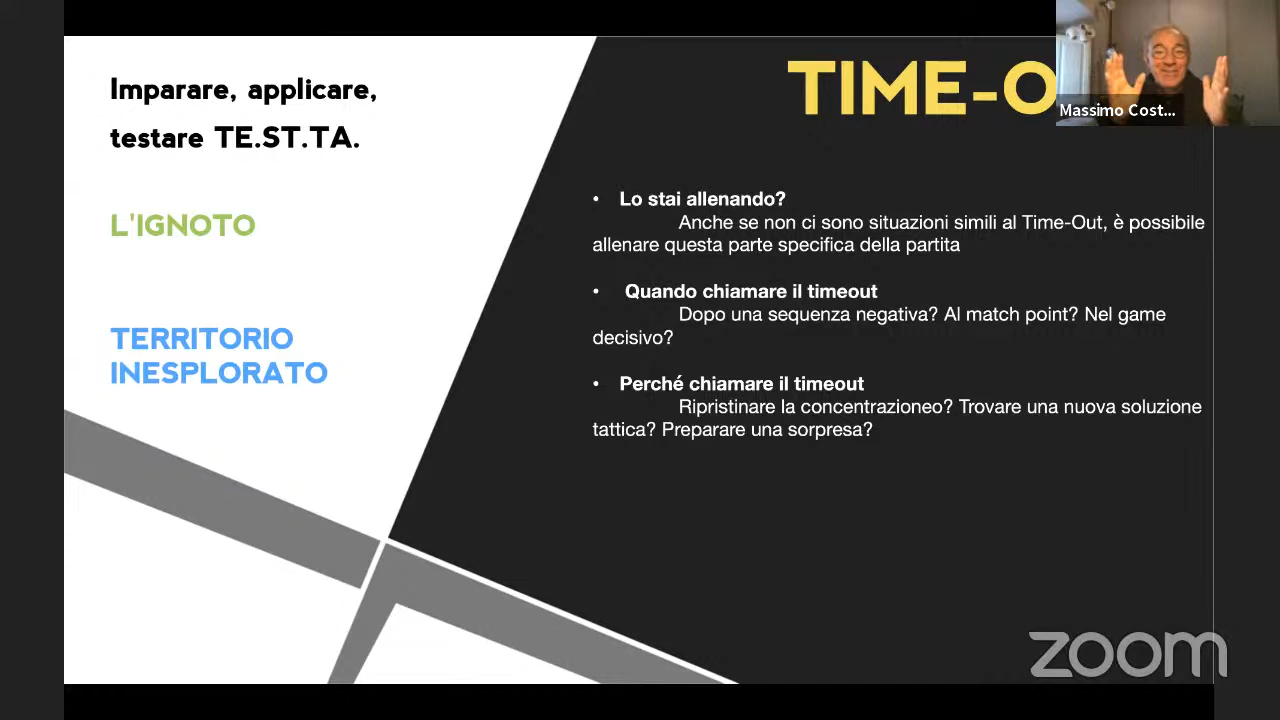 Imparare, applicare,
testare TE.ST.TA.
L'IGNOTO
TERRITORIO
INESPLORATO
TIME-O
Massimo Cost...
• Lo stai allenando?
Anche se non ci sono situazioni simili al Time-Out, è possibile
allenare questa parte specifica della partita
• Quando chiamare il timeout
Dopo una sequenza negativa? Al match point? Nel game
decisivo?
• Perché chiamare il timeout
Ripristinare la concentrazioneo? Trovare una nuova soluzione
tattica? Preparare una sorpresa?
zoom